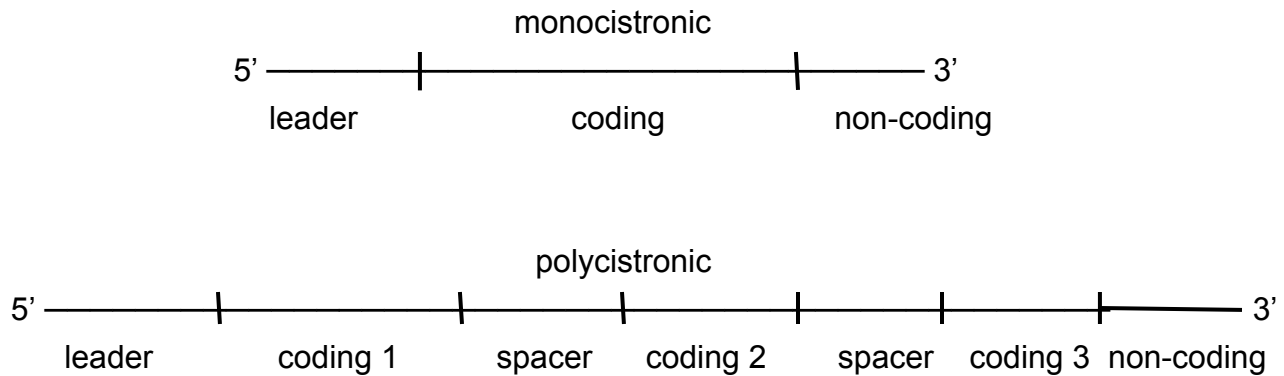 monocistronic
5’ 3’
leader coding non-coding
polycistronic
5’ 3’
leader coding 1 spacer coding 2 spacer coding 3 non-coding